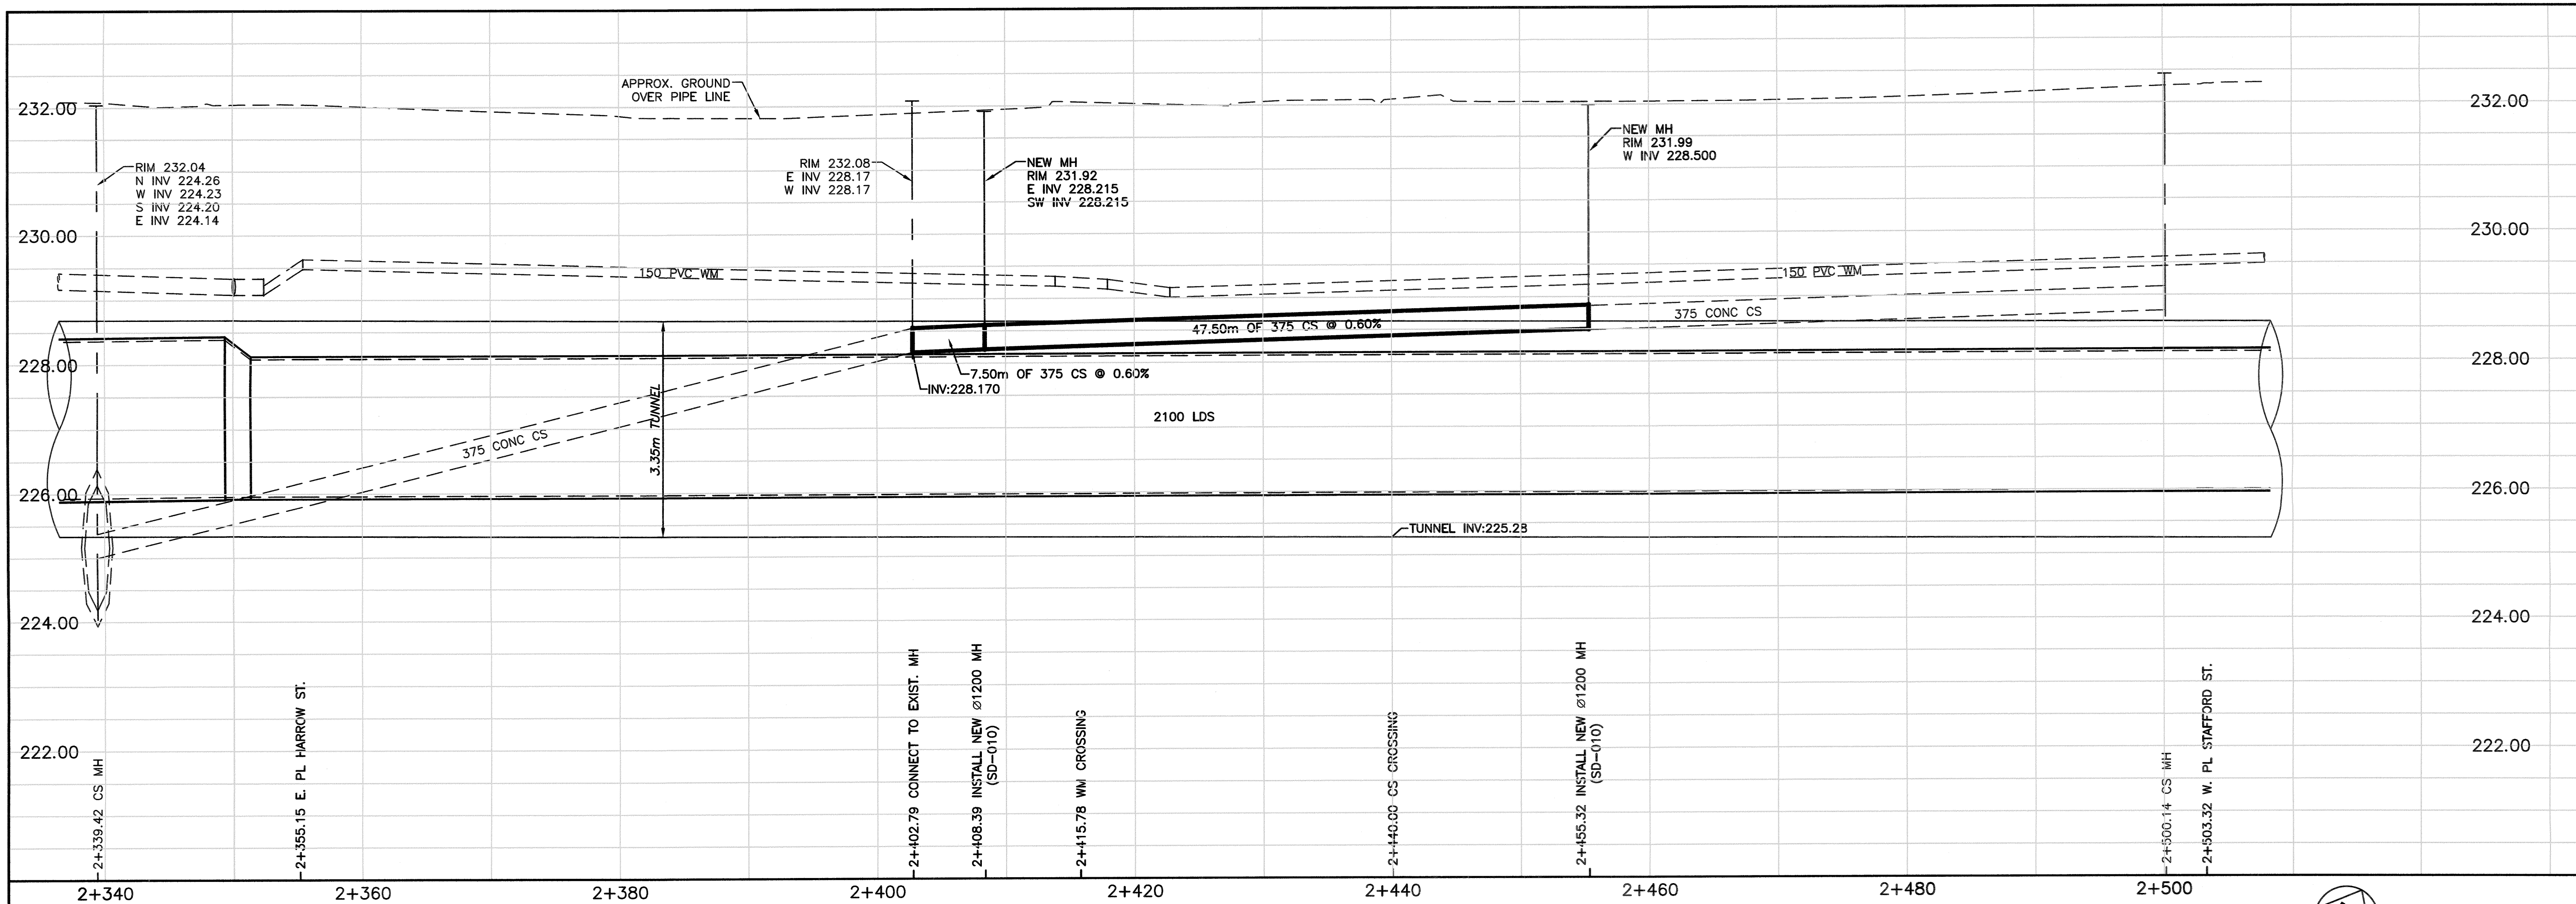 APPROX. GROUND
OVER PIPE LINE
232.00
232.00
RIM 232.04
N INV 224.26
W INV 224.23
S INV 224.20
E INV 224.14
RIM 232.08
E INV 228.17
W INV 228.17
NEW MH
RIM 231.92
E INV 228.215
SW INV 228.215
NEW MH
RIM 231.99
W INV 228.500
230.00
230.00
150 PVC WM
150 PVC WM
47.50m OF 375 CS @ 0.60%
375 CONC CS
228.00
228.00
7.50m OF 375 CS @ 0.60%
INV:228.170
3.35m TUNNEL
2100 LDS
375 CONC CS
226.00
226.00
TUNNEL INV:225.28
224.00
224.00
222.00
222.00
2+339.42 CS MH
2+355.15 E. PL HARROW ST.
2+402.79 CONNECT TO EXIST. MH
2+408.39 INSTALL NEW Ø1200 MH
(SD-010)
2+415.78 WM CROSSING
2+440.00 CS CROSSING
2+455.32 INSTALL NEW Ø1200 MH
(SD-010)
2+500.14 CS MH
2+503.32 W. PL STAFFORD ST.
2+340
2+360
2+380
2+400
2+420
2+440
2+460
2+480
2+500